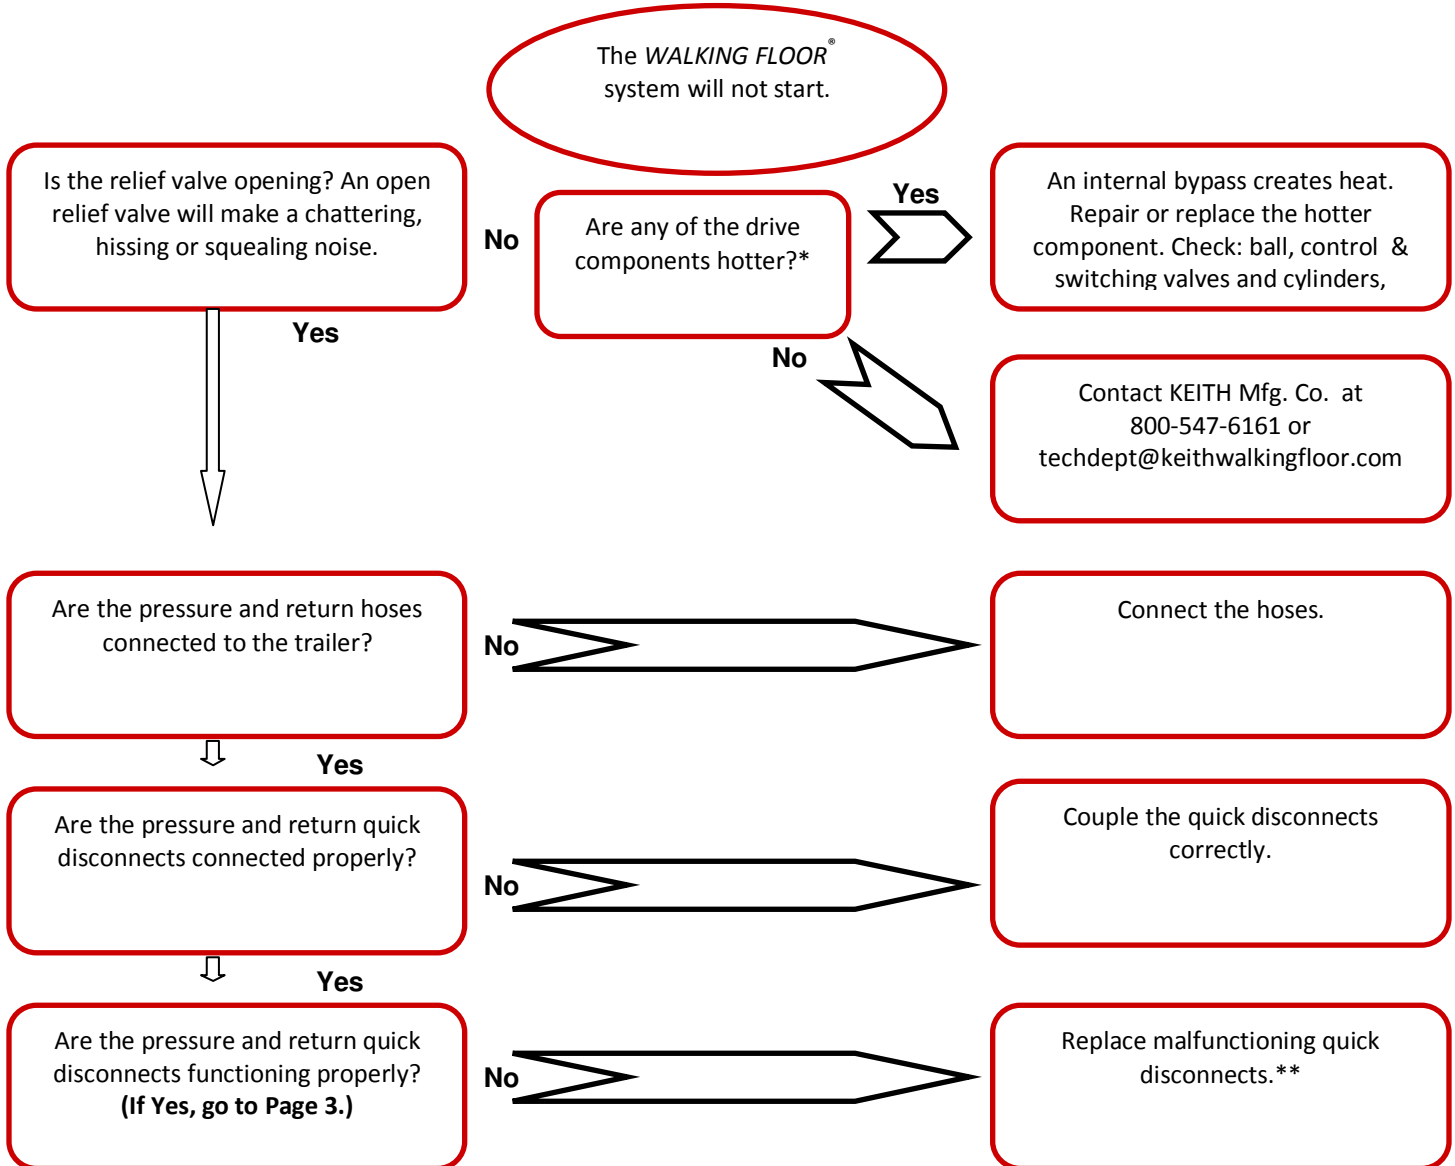 The WALKING FLOOR®
system will not start.
Is the relief valve opening? An open
relief valve will make a chattering,
hissing or squealing noise.
No
Are any of the drive
components hotter?*
Yes
An internal bypass creates heat.
Repair or replace the hotter
component. Check: ball, control &
switching valves and cylinders,
Yes
No
Contact KEITH Mfg. Co. at
800-547-6161 or
techdept@keithwalkingfloor.com
Are the pressure and return hoses
connected to the trailer?
No
Connect the hoses.
Yes
Are the pressure and return quick
disconnects connected properly?
No
Couple the quick disconnects
correctly.
Yes
Are the pressure and return quick
disconnects functioning properly?
(If Yes, go to Page 3.)
No
Replace malfunctioning quick
disconnects.**